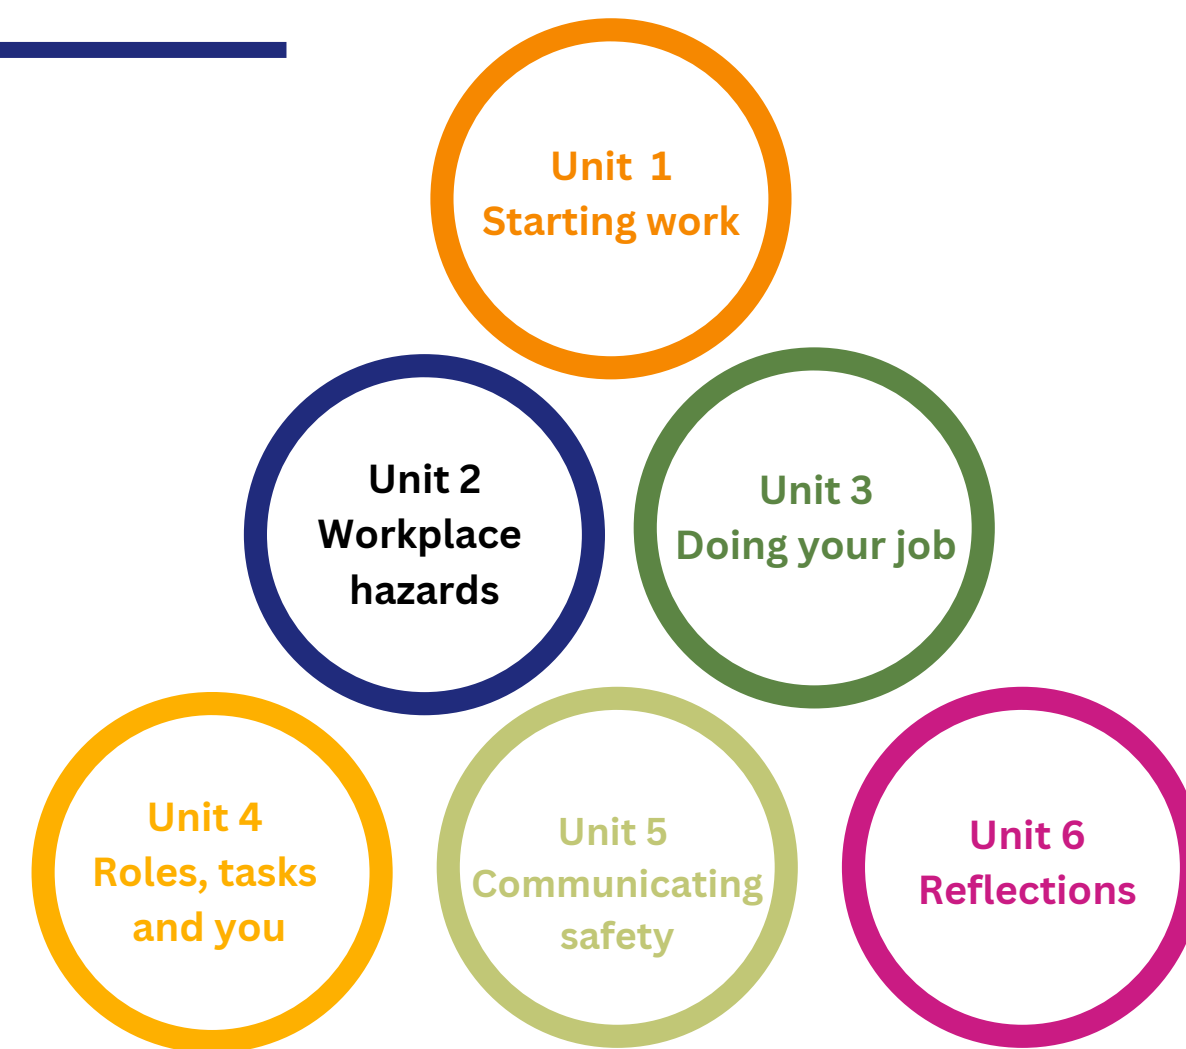 Unit 1
Starting work
Unit 2
Workplace
hazards
Unit 3
Doing your job
Unit 4
Roles, tasks
and you
Unit 5
Communicating
safety
Unit 6
Reflections